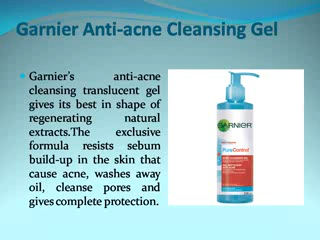 Garnier Anti-acne Cleansing Gel
Garnier's anti-acne
cleansing translucent gel
gives its best in shape of
regenerating natural
extracts.The exclusive
formula resists sebum
build-up in the skin that
cause acne, washes away
oil, cleanse pores and
gives complete protection.
GARNIER
PureControl